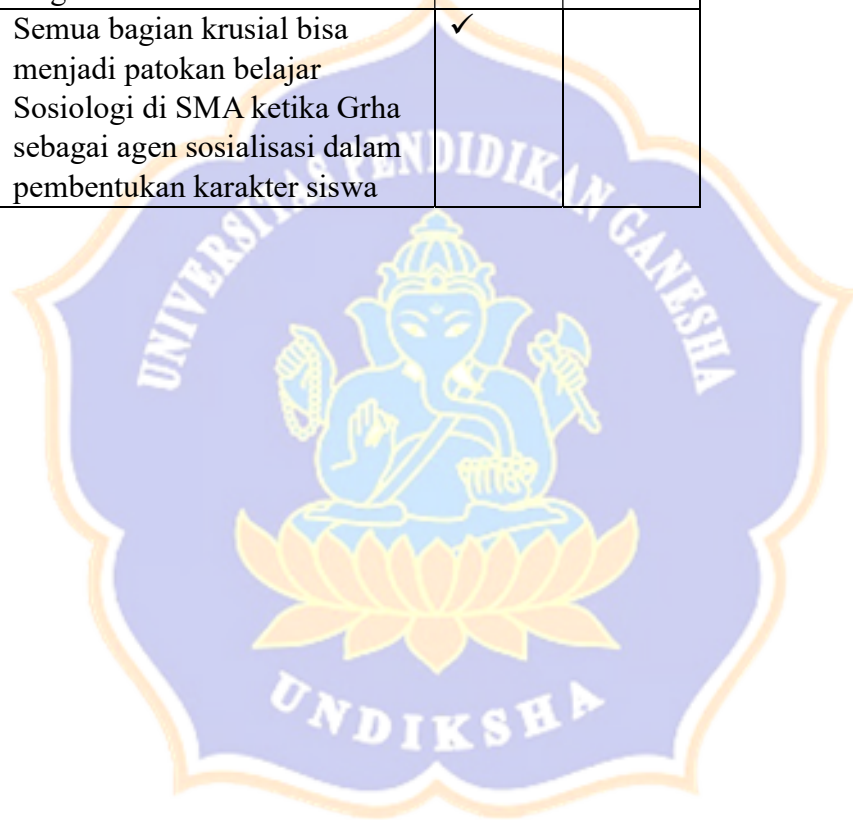 Semua bagian krusial bisa ✓
menjadi patokan belajar
Sosiologi di SMA ketika Grha
sebagai agen sosialisasi dalam
pembentukan karakter siswa
UNIVERSITAS PENDIDIKAN GANESHA
UNDIKSHA